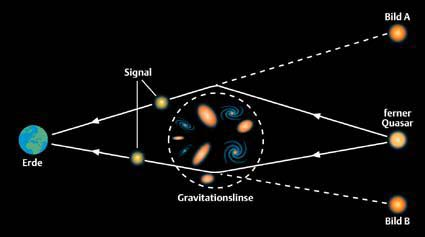 Bild A
Signal
ferner
Quasar
Erde
Gravitationslinse
Bild B